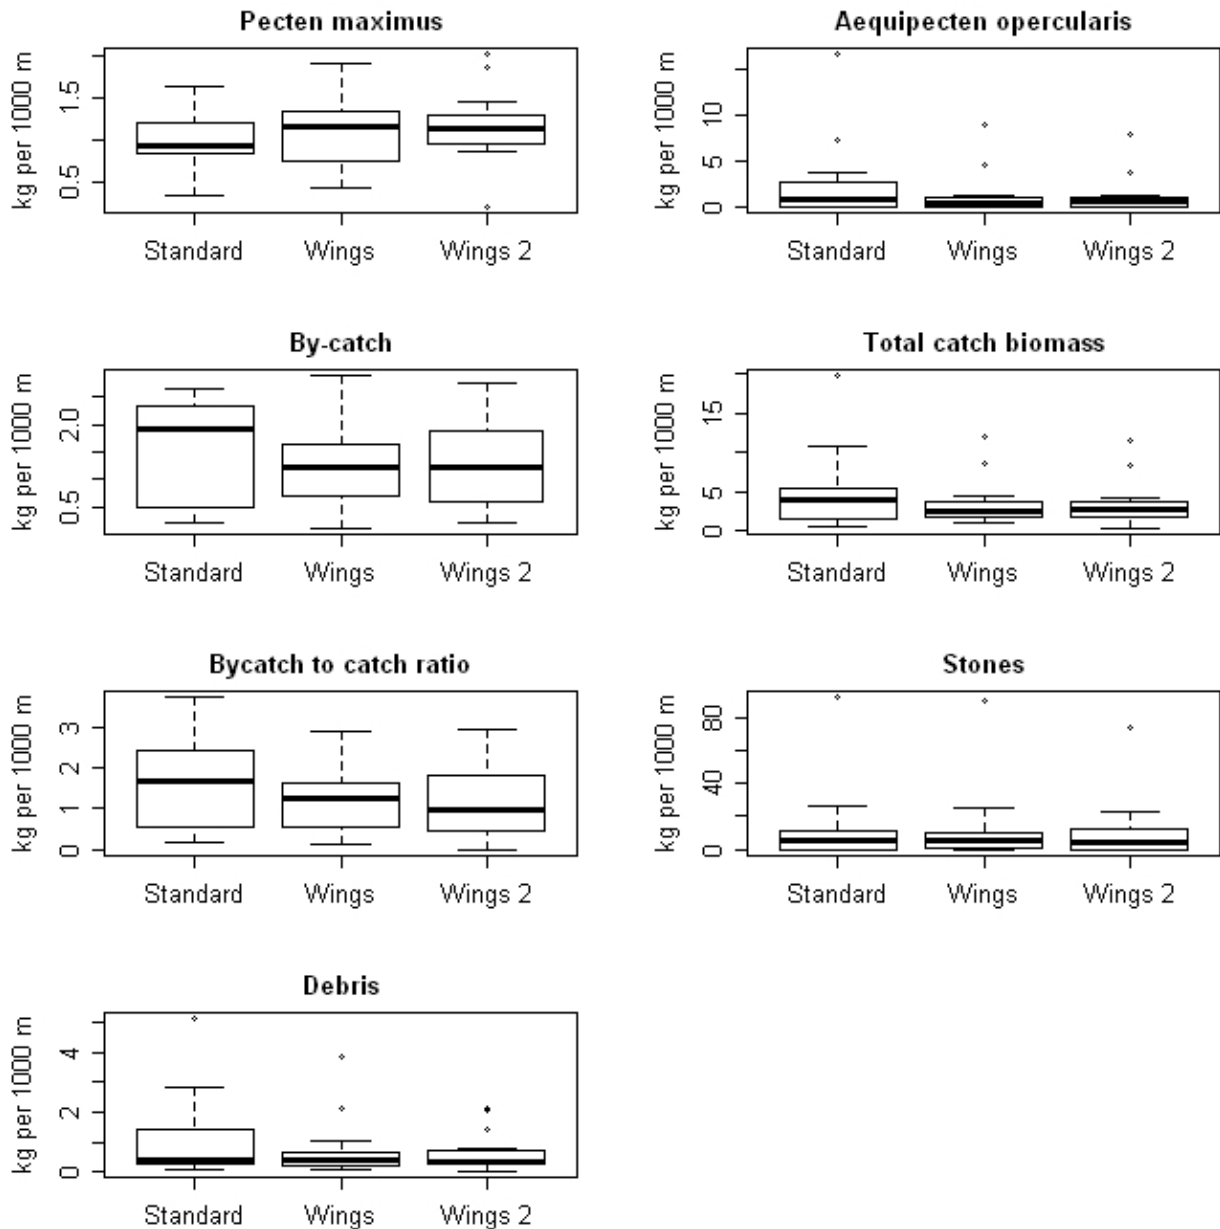 Pecten maximus
kg per 1000 m
0.5
1.5
Standard Wings Wings 2
Aequipecten opercularis
kg per 1000 m
0
5
10
Standard Wings Wings 2
By-catch
kg per 1000 m
0.5
2.0
Standard Wings Wings 2
Total catch biomass
kg per 1000 m
0
5
15
Standard Wings Wings 2
Bycatch to catch ratio
kg per 1000 m
0
1
2
3
Standard Wings Wings 2
Stones
kg per 1000 m
0
40
80
Standard Wings Wings 2
Debris
kg per 1000 m
0
2
4
Standard Wings Wings 2